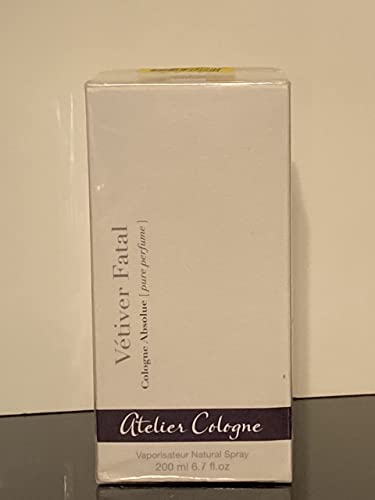 Vétiver Fatal
Cologne Absolue [ pure perfume ]
Atelier Cologne
Vaporisateur Natural Spray
200 ml 6.7 fl.oz